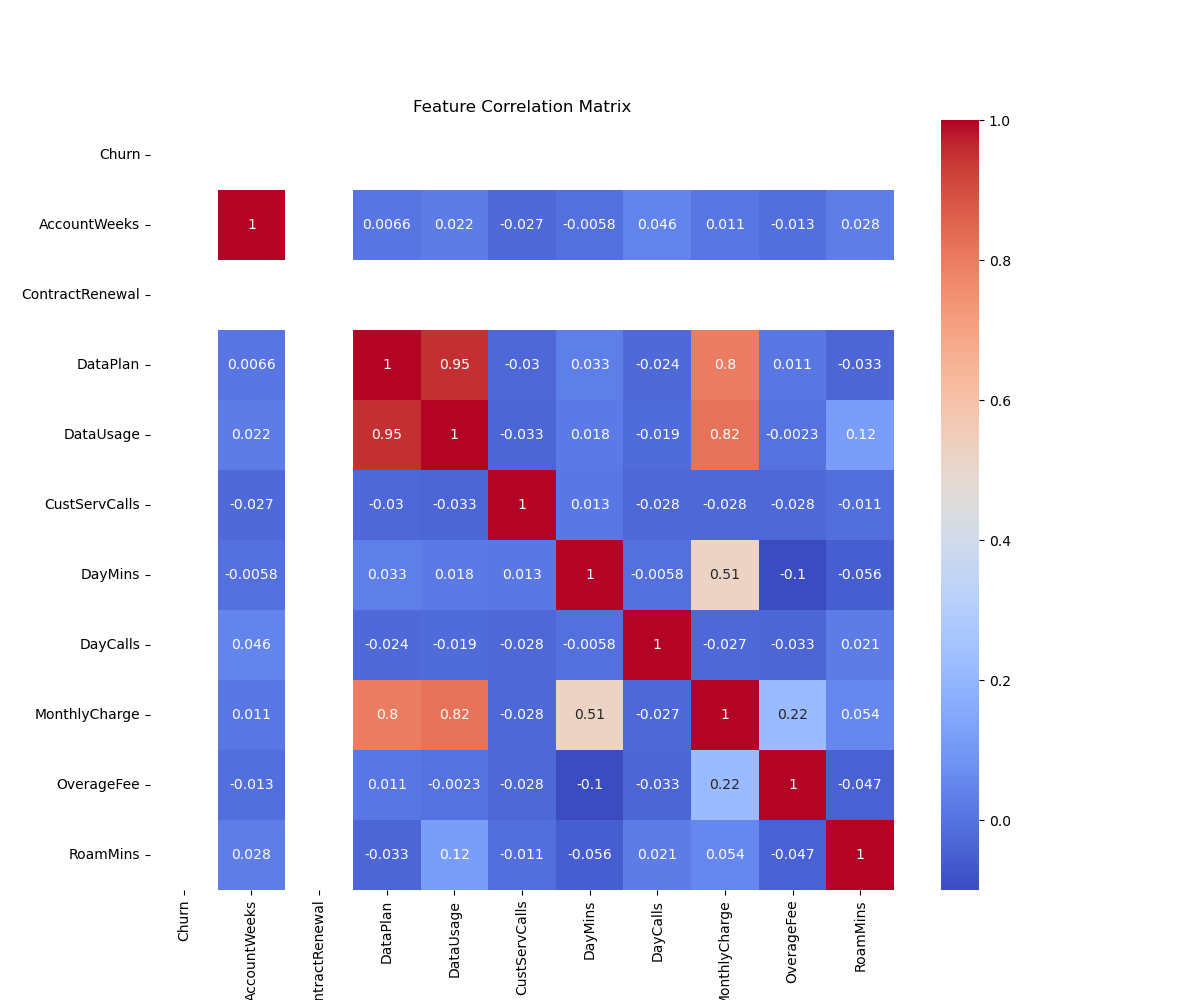 Feature Correlation Matrix
Churn
AccountWeeks 1 0.0066 0.022 -0.027 -0.0058 0.046 0.011 -0.013 0.028
ContractRenewal
DataPlan 0.0066 1 0.95 -0.03 0.033 -0.024 0.8 0.011 -0.033
DataUsage 0.022 0.95 1 -0.033 0.018 -0.019 0.82 -0.0023 0.12
CustServCalls -0.027 -0.03 -0.033 1 0.013 -0.028 -0.028 -0.028 -0.011
DayMins -0.0058 0.033 0.018 0.013 1 -0.0058 0.51 -0.1 -0.056
DayCalls 0.046 -0.024 -0.019 -0.028 -0.0058 1 -0.027 -0.033 0.021
MonthlyCharge 0.011 0.8 0.82 -0.028 0.51 -0.027 1 0.22 0.054
OverageFee -0.013 0.011 -0.0023 -0.028 -0.1 -0.033 0.22 1 -0.047
RoamMins 0.028 -0.033 0.12 -0.011 -0.056 0.021 0.054 -0.047 1
Churn
AccountWeeks
ntractRenewal
DataPlan
DataUsage
CustServCalls
DayMins
DayCalls
MonthlyCharge
OverageFee
RoamMins
1.0
0.8
0.6
0.4
0.2
0.0